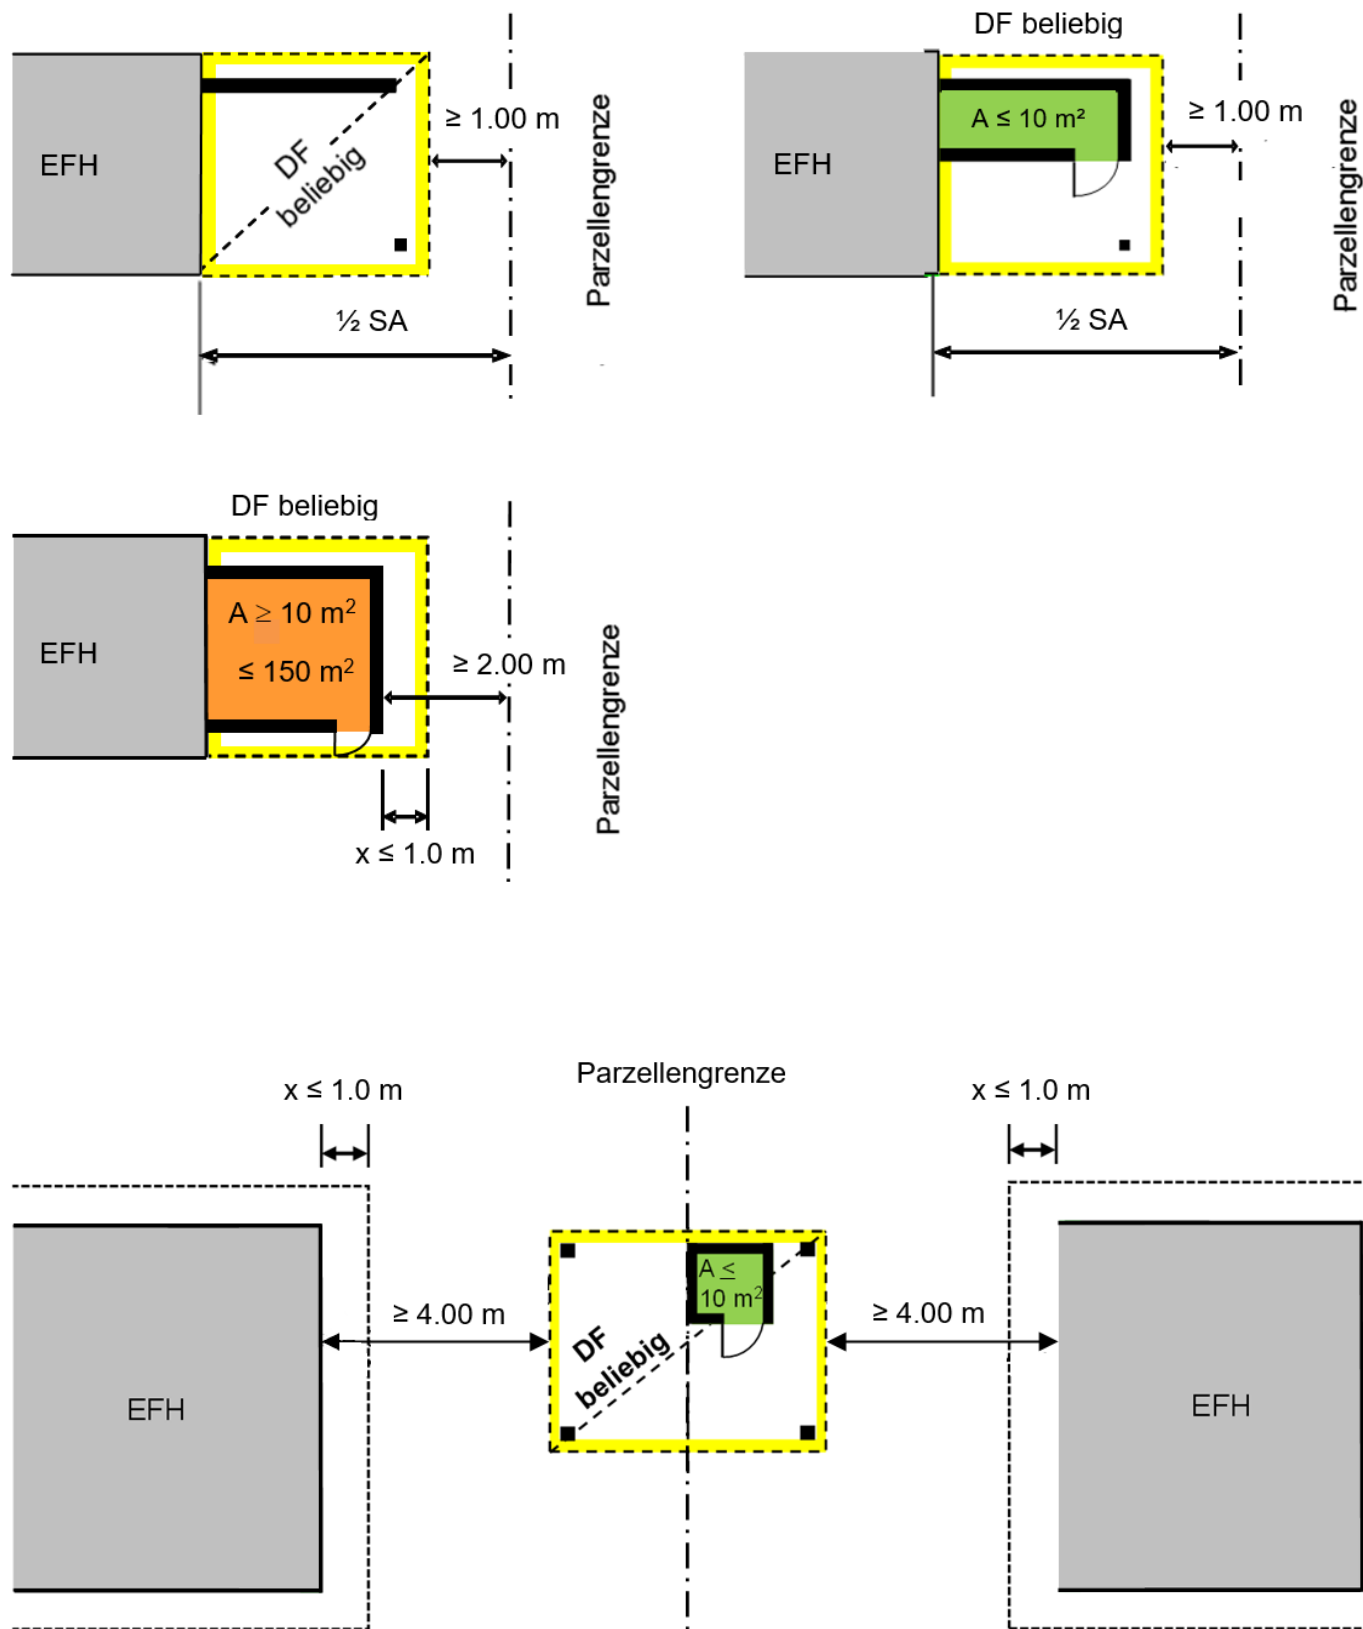 EFH
DF
beliebig
≥ 1.00 m
Parzellengrenze
½ SA
DF beliebig
EFH
A ≤ 10 m²
≥ 1.00 m
Parzellengrenze
½ SA
DF beliebig
EFH
A ≥ 10 m²
≤ 150 m²
≥ 2.00 m
Parzellengrenze
x ≤ 1.0 m
Parzellengrenze
x ≤ 1.0 m
x ≤ 1.0 m
EFH
≥ 4.00 m
A ≤
10 m²
DF
beliebig
≥ 4.00 m
EFH